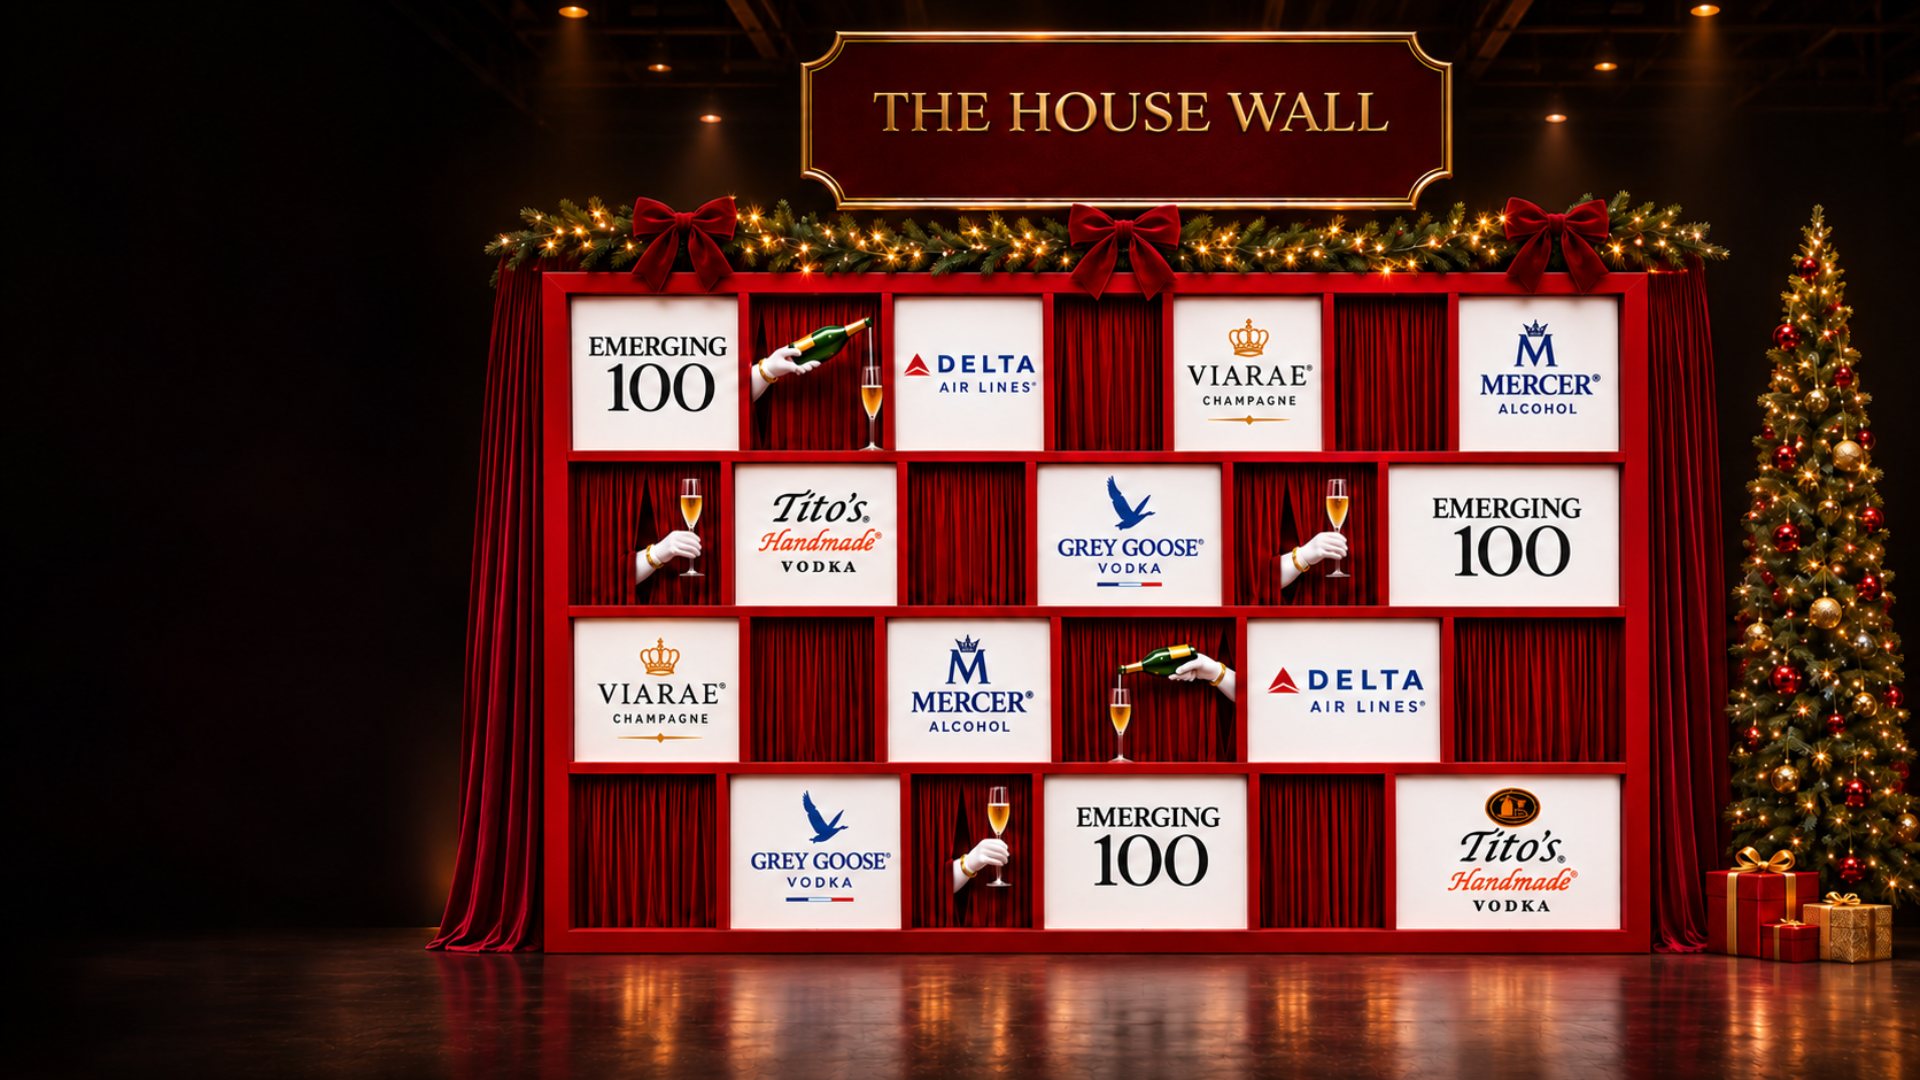 THE HOUSE WALL
EMERGING
100
DELTA
AIR LINES®
VIARAE®
CHAMPAGNE
M
MERCER®
ALCOHOL
Tito's®
Handmade®
VODKA
GREY GOOSE®
VODKA
EMERGING
100
VIARAE®
CHAMPAGNE
M
MERCER®
ALCOHOL
DELTA
AIR LINES®
GREY GOOSE®
VODKA
EMERGING
100
Tito's®
Handmade®
VODKA